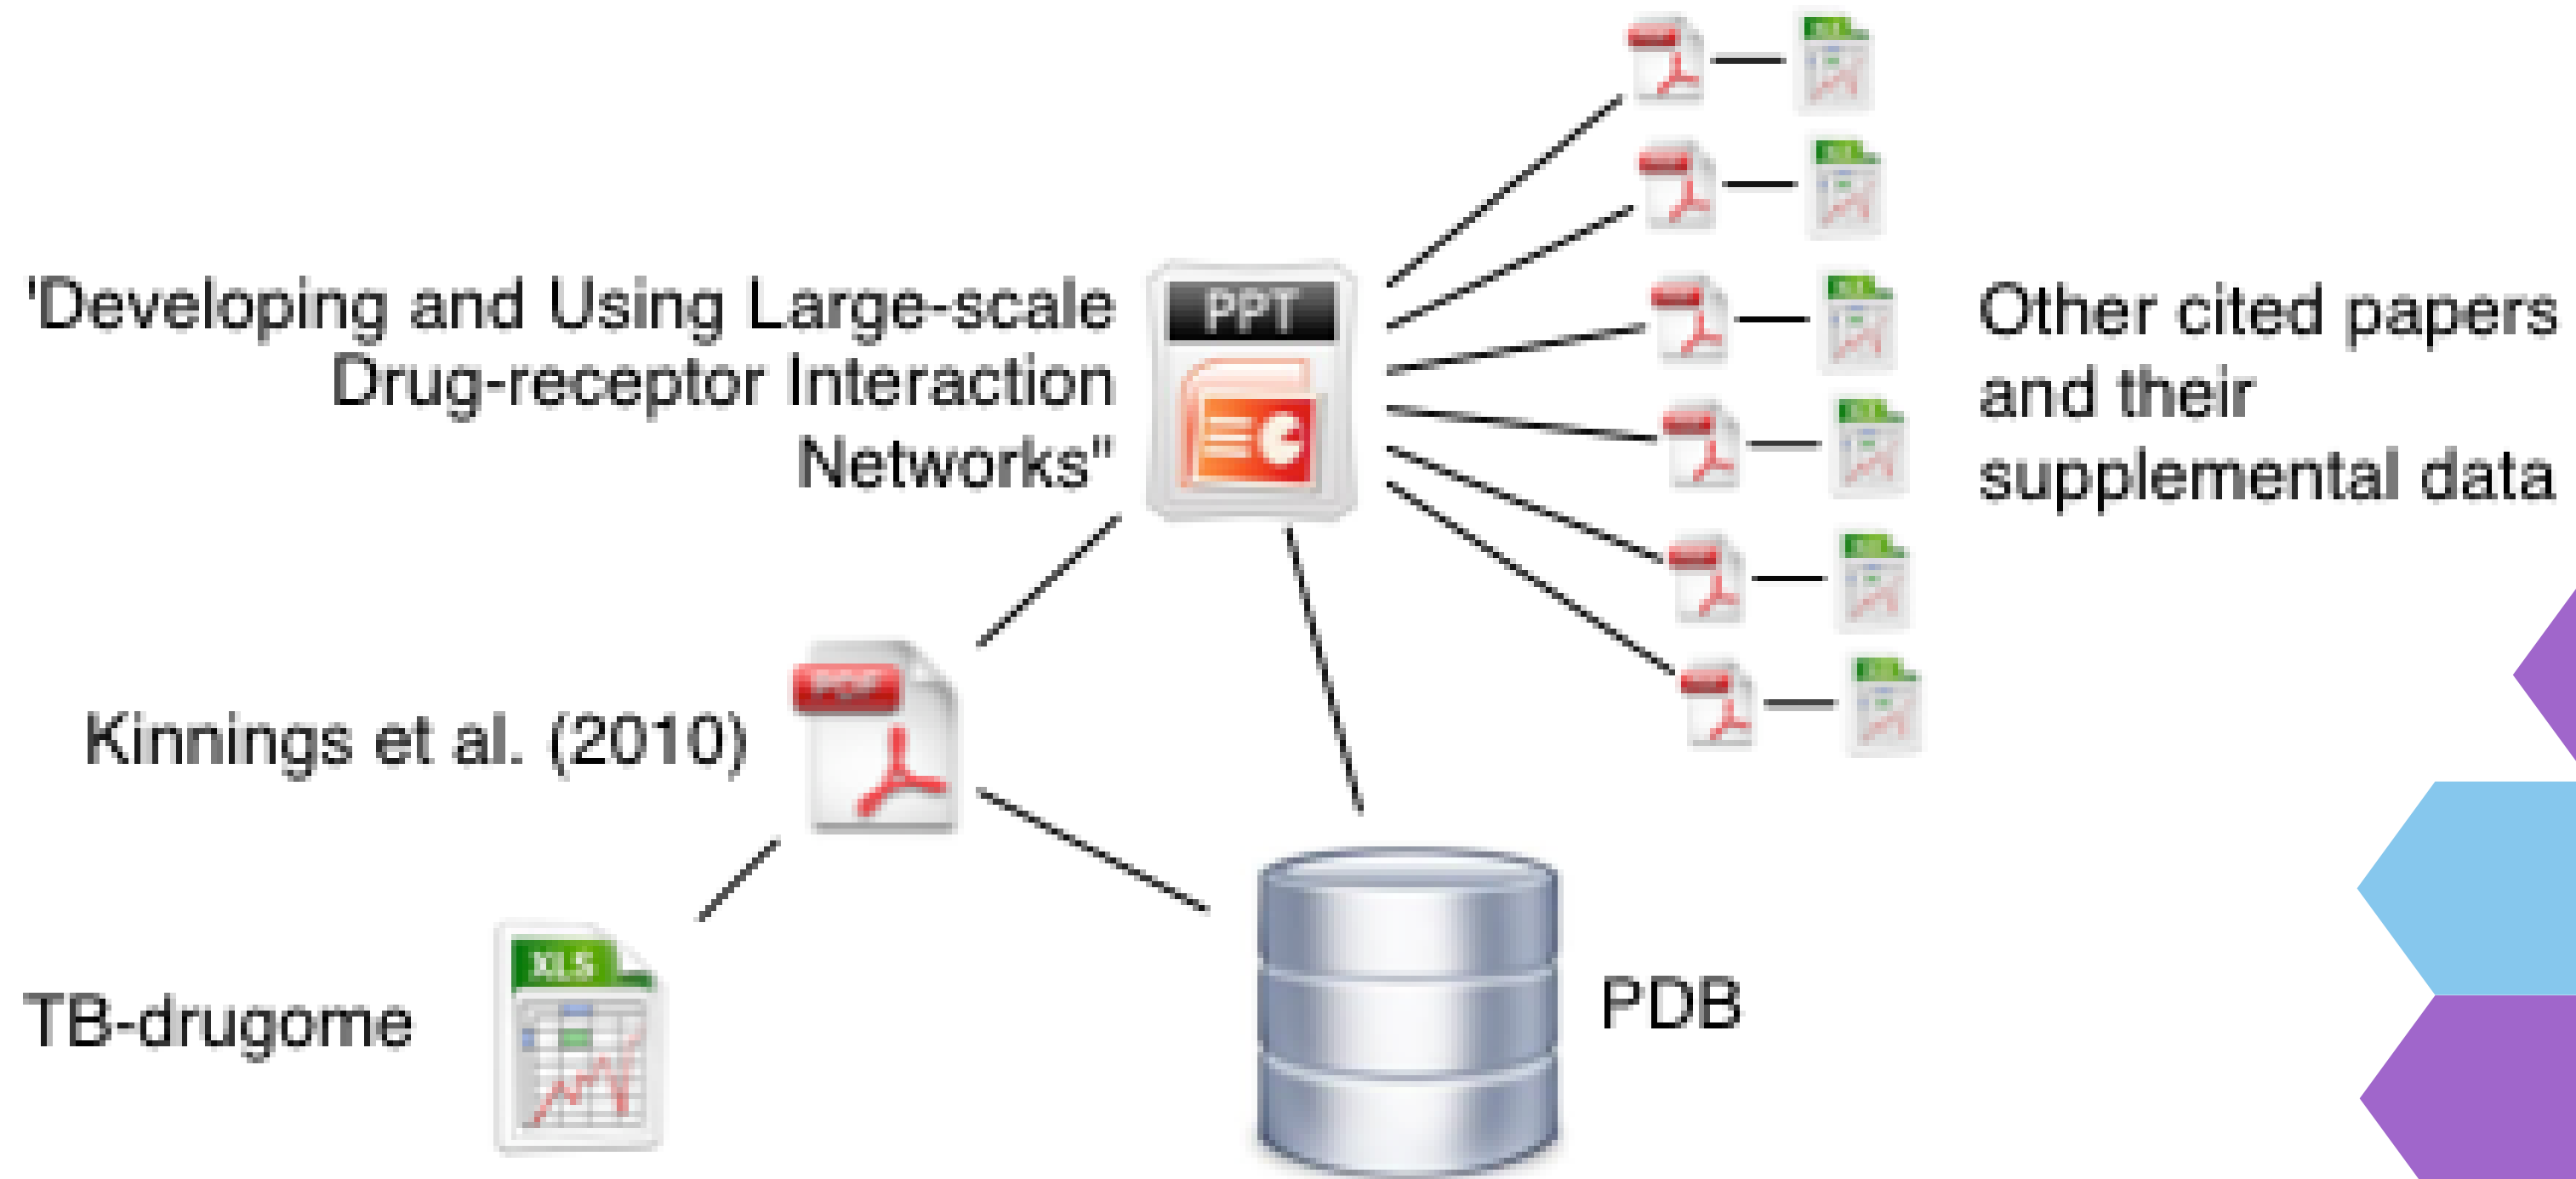 'Developing and Using Large-scale
Drug-receptor Interaction
Networks"
PPT
Other cited papers
and their
supplemental data
Kinnings et al. (2010)
PDF
TB-drugome
XLS
PDB